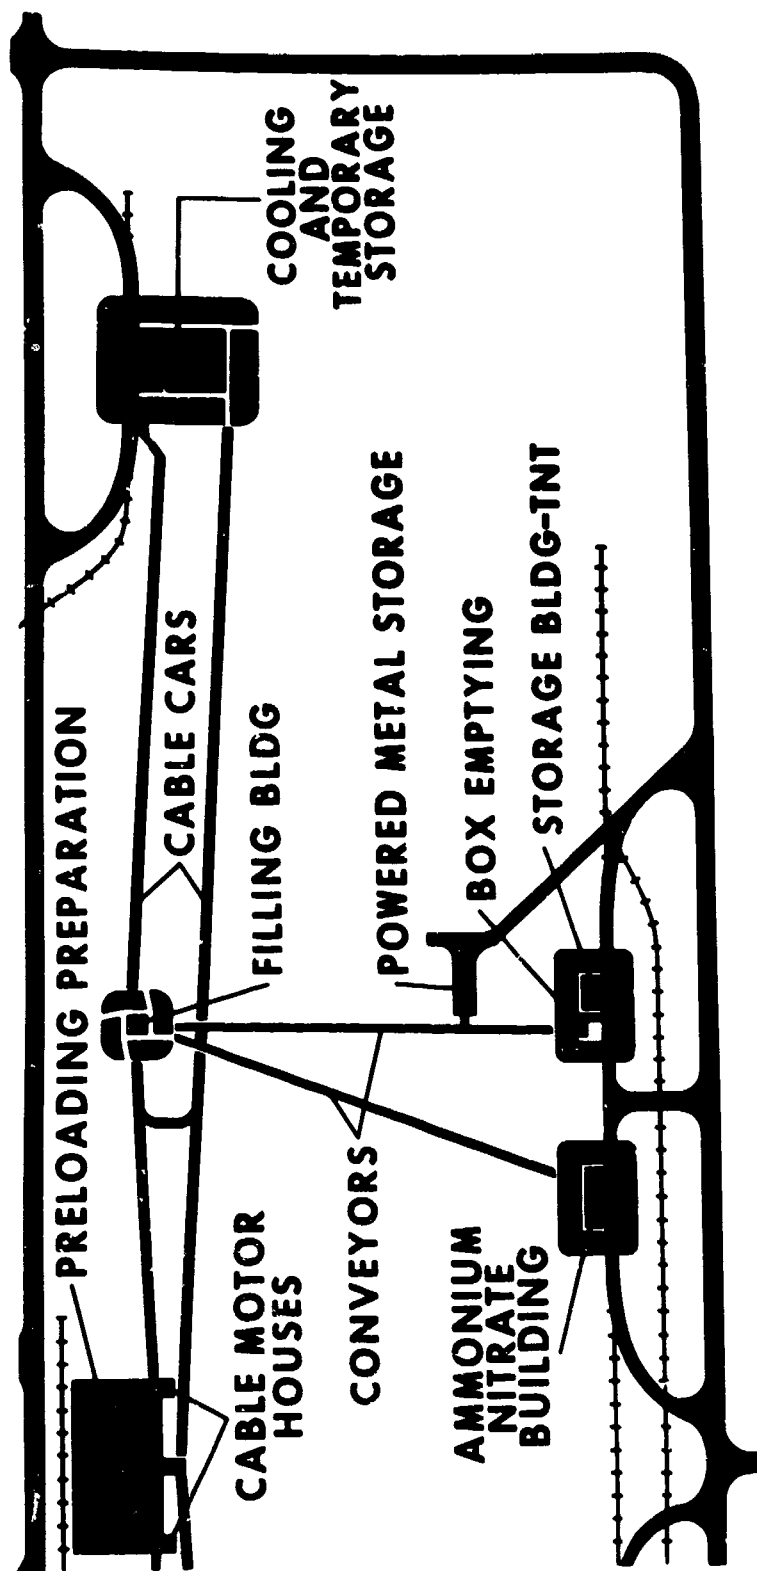 PRELOADING PREPARATION
CABLE CARS
COOLING
AND
TEMPORARY
STORAGE
FILLING BLDG
CABLE MOTOR
HOUSES
CONVEYORS
POWERED METAL STORAGE
BOX EMPTYING
STORAGE BLDG-TNT
AMMONIUM
NITRATE
BUILDING